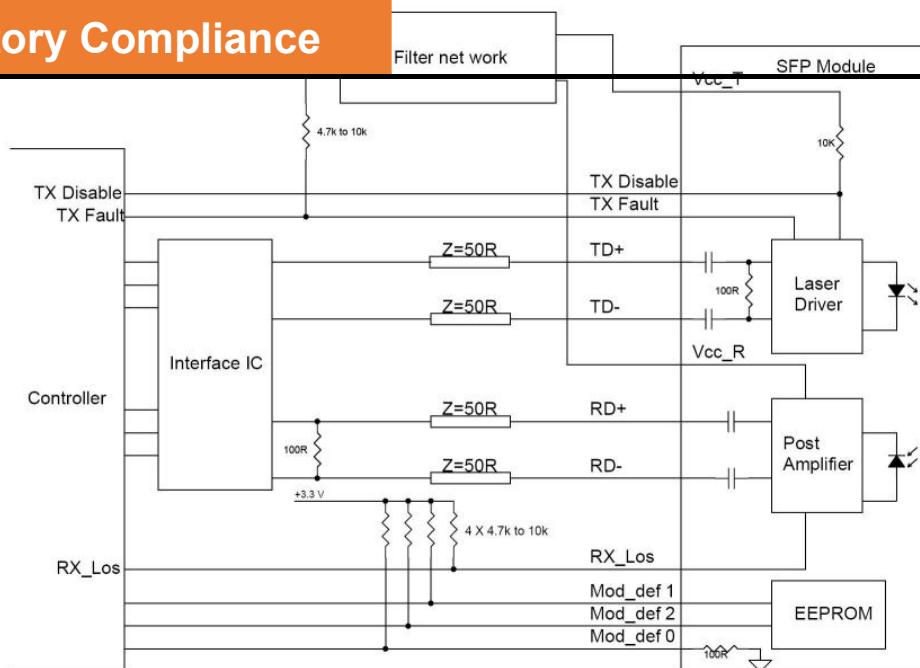 ory Compliance
Filter net work
SFP Module
Vcc_T
4.7k to 10k
10K
TX Disable
TX Disable
TX Fault
TX Fault
Z=50R
TD+
100R
Laser
Driver
Z=50R
TD-
Vcc_R
Interface IC
Controller
Z=50R
RD+
100R
Post
Amplifier
Z=50R
RD-
+3.3 V
4 X 4.7k to 10k
RX_Los
RX_Los
Mod_def 1
Mod_def 2
EEPROM
Mod_def 0
100R